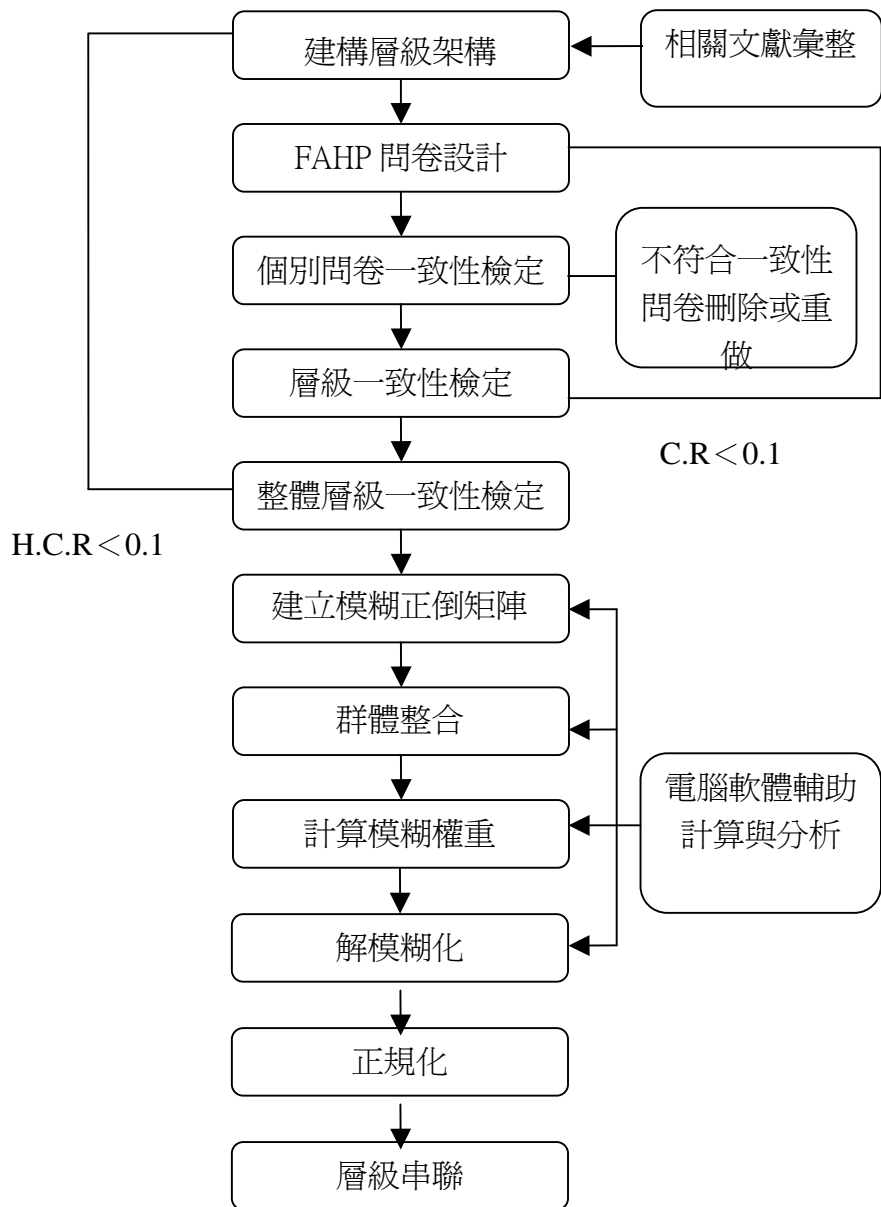 建構層級架構
相關文獻彙整
FAHP 問卷設計
個別問卷一致性檢定
不符合一致性
問卷刪除或重
做
層級一致性檢定
C.R＜0.1
整體層級一致性檢定
H.C.R＜0.1
建立模糊正倒矩陣
群體整合
計算模糊權重
電腦軟體輔助
計算與分析
解模糊化
正規化
層級串聯